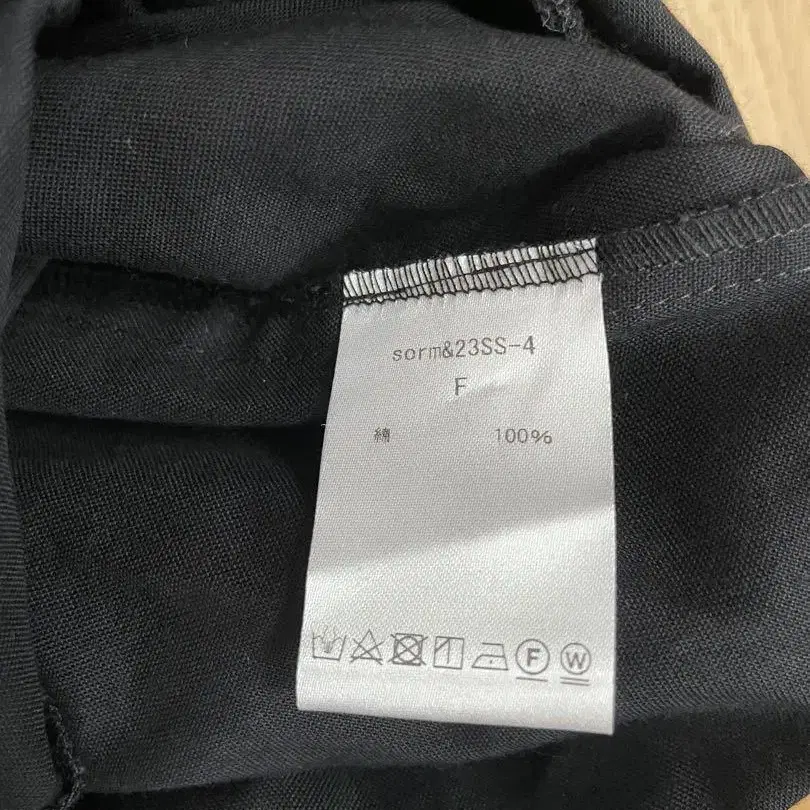 sorm&23SS-4
F
綿 100%
F W